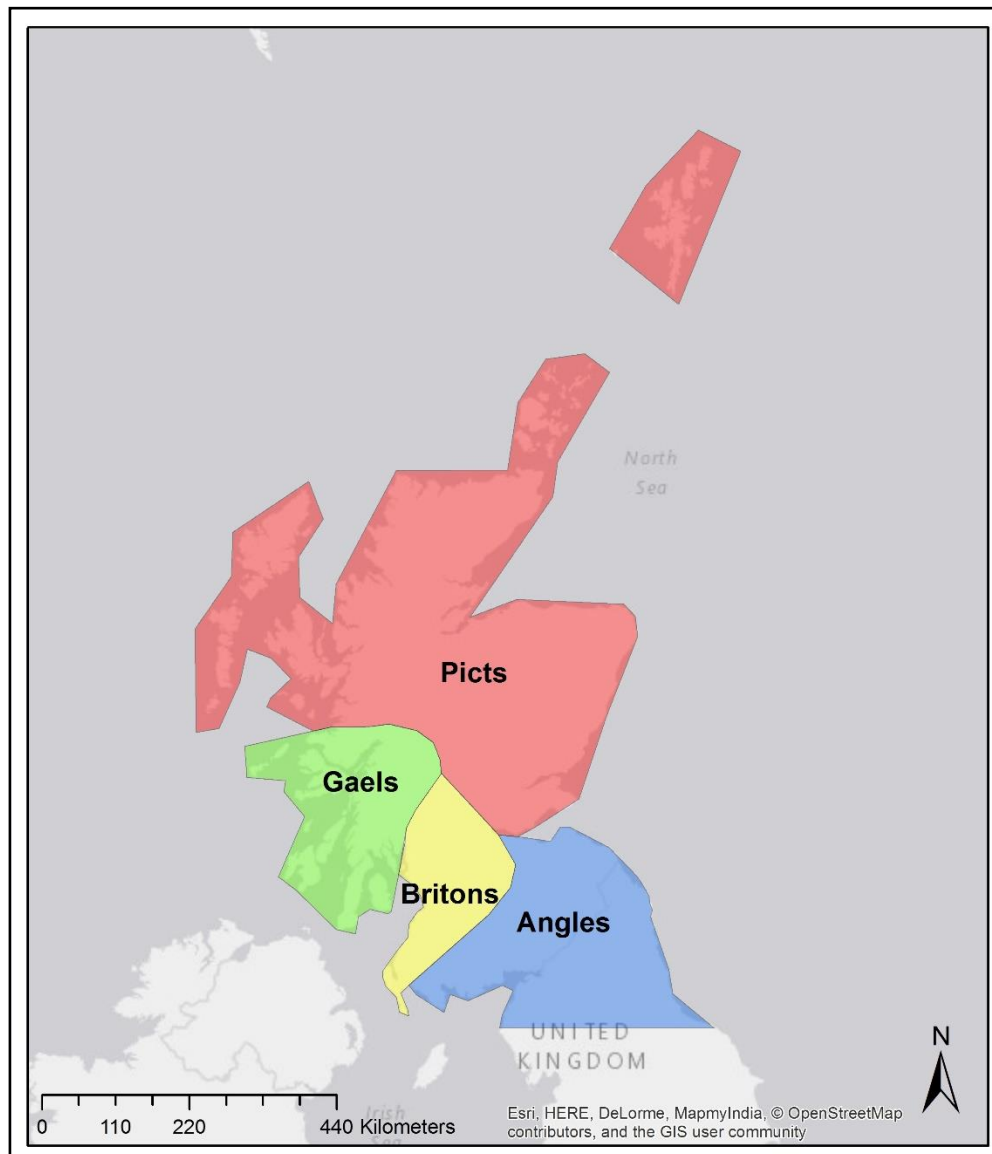 North
Sea
Picts
Gaels
Britons
Angles
UNITED
KINGDOM
N
Irish
Sea
0 110 220 440 Kilometers
Esri, HERE, DeLorme, MapmyIndia, © OpenStreetMap
contributors, and the GIS user community